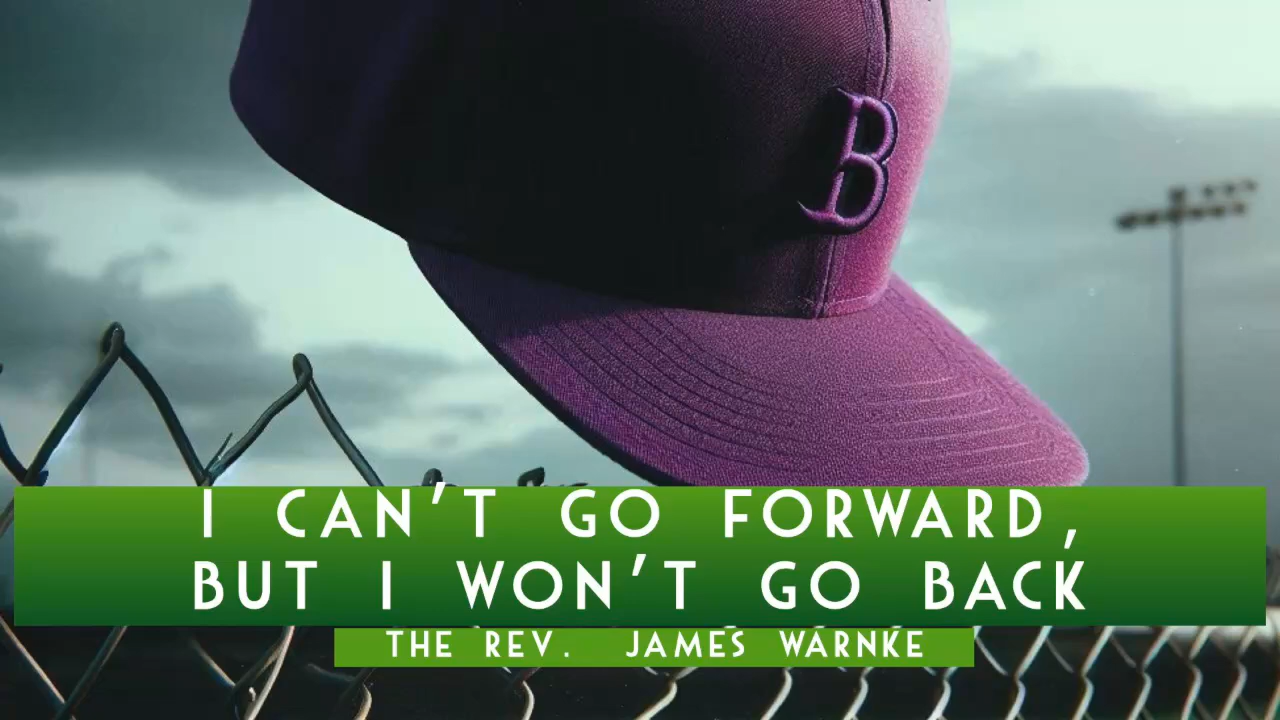 B
I CAN'T GO FORWARD,
BUT I WON'T GO BACK
THE REV. JAMES WARNKE